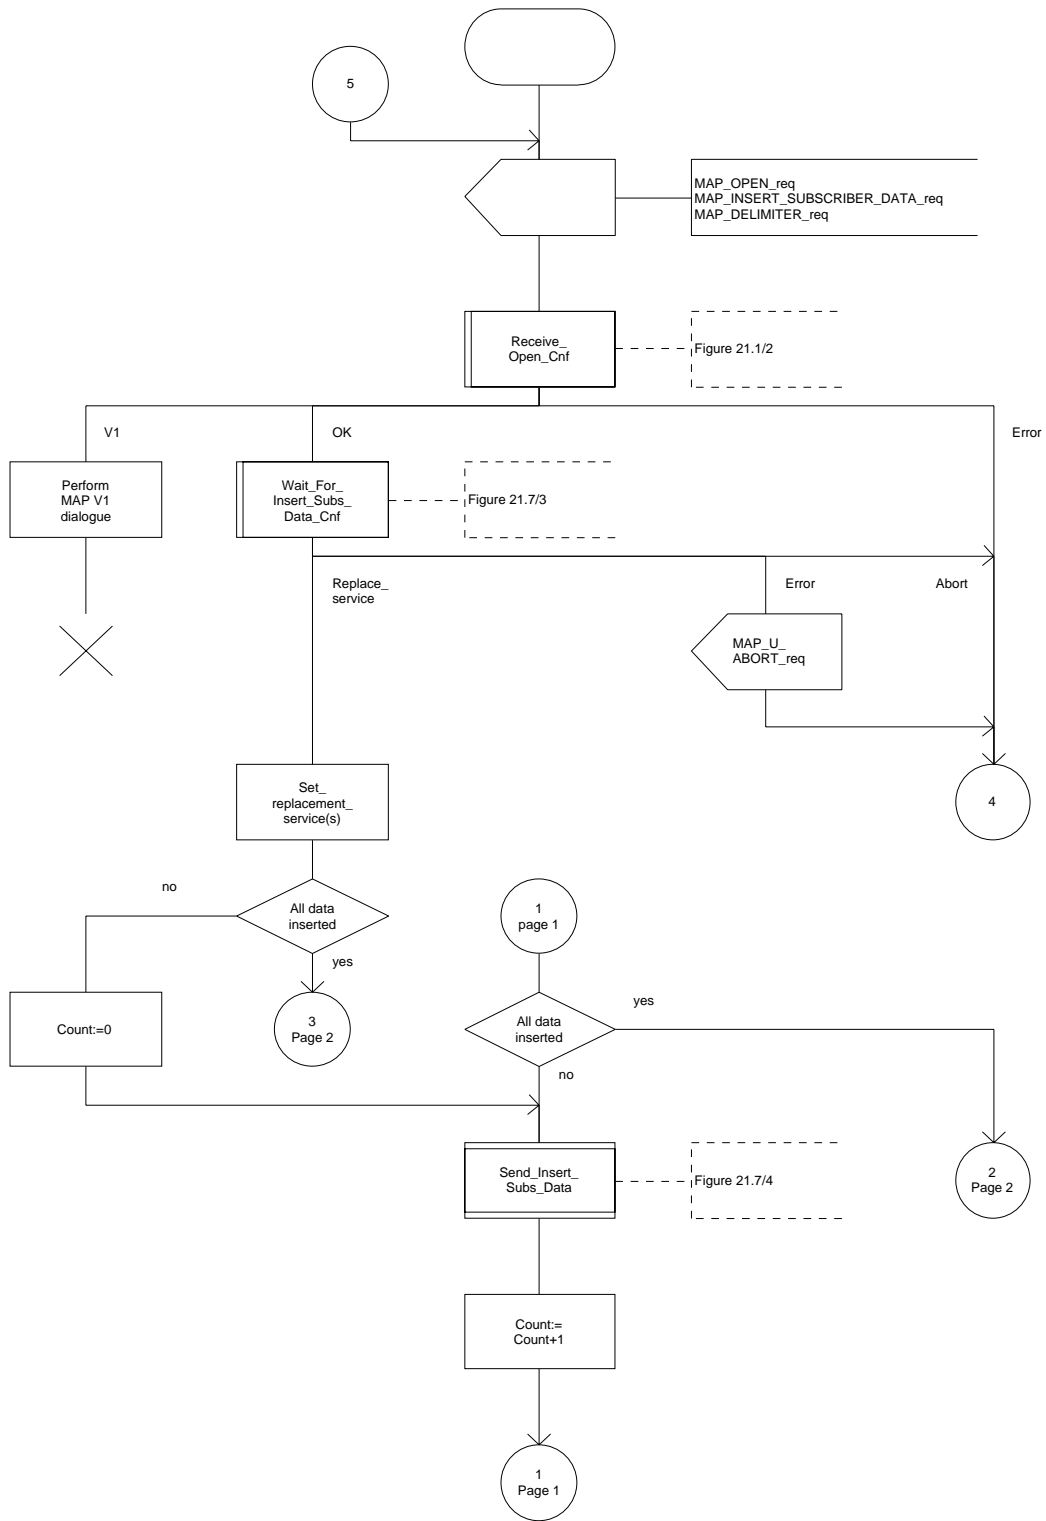 5
MAP_OPEN_req
MAP_INSERT_SUBSCRIBER_DATA_req
MAP_DELIMITER_req
Receive_
Open_Cnf
Figure 21.1/2
V1
OK
Error
Perform
MAP V1
dialogue
Wait_For_
Insert_Subs_
Data_Cnf
Figure 21.7/3
Replace_
service
Error
Abort
MAP_U_
ABORT_req
Set_
replacement_
service(s)
4
no
All data
inserted
yes
1
page 1
Count:=0
3
Page 2
All data
inserted
yes
no
Send_Insert_
Subs_Data
Figure 21.7/4
2
Page 2
Count:=
Count+1
1
Page 1